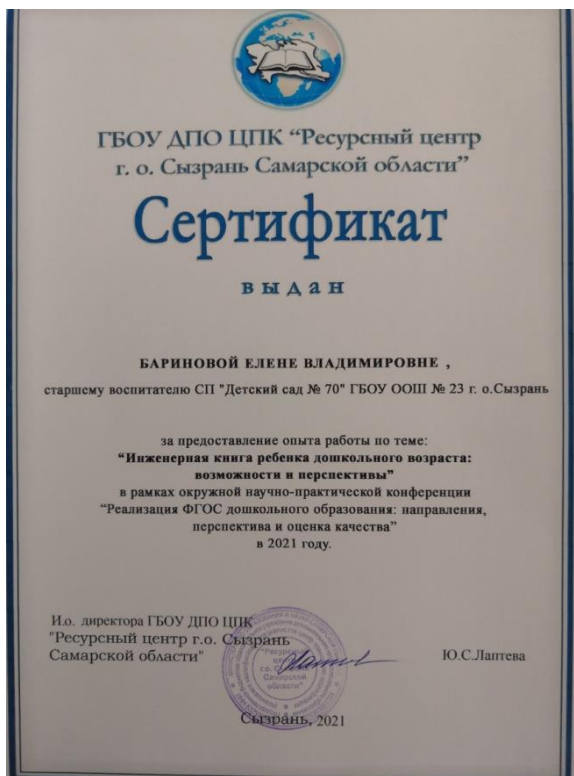 ГБОУ ДПО ЦПК “Ресурсный центр
г. о. Сызрань Самарской области”
Сертификат
выдан
БАРИНОВОЙ ЕЛЕНЕ ВЛАДИМИРОВНЕ ,
старшему воспитателю СП "Детский сад № 70" ГБОУ ООШ № 23 г. о.Сызрань
за предоставление опыта работы по теме:
“Инженерная книга ребенка дошкольного возраста:
возможности и перспективы”
в рамках окружной научно-практической конференции
“Реализация ФГОС дошкольного образования: направления,
перспектива и оценка качества”
в 2021 году.
И.о. директора ГБОУ ДПО ЦПК
"Ресурсный центр г.о. Сызрань
Самарской области"
Ю.С.Лаптева
Самарской
области"
Сызрань, 2021